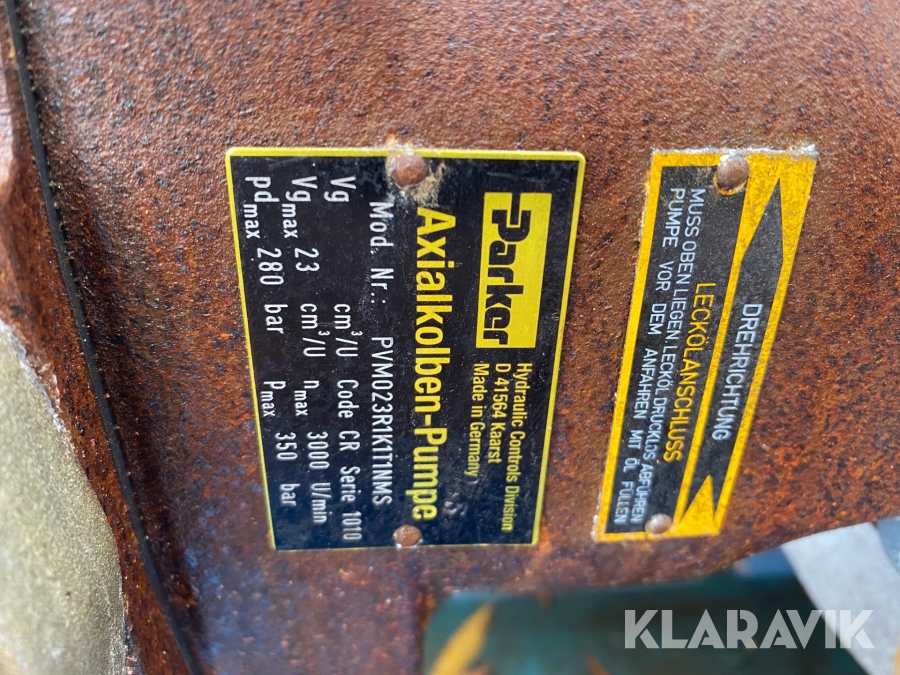 Parker
Hydraulic Controls Division
D 41564 Kaarst
Made in Germany
Axialkolben-Pumpe
Mod. Nr.: PVM023R1K1T1NMS
Vg cm³/U Code CR Serie 1010
Vg max 23 cm³/U n max 3000 U/min
pd max 280 bar p max 350 bar
DREHRICHTUNG
LECKÖLANSCHLUSS
MUSS OBEN LIEGEN LECKÖL DRUCKLOS ABFÜHREN
PUMPE VOR DEM ANFAHREN MIT ÖL FÜLLEN
KLARAVIK